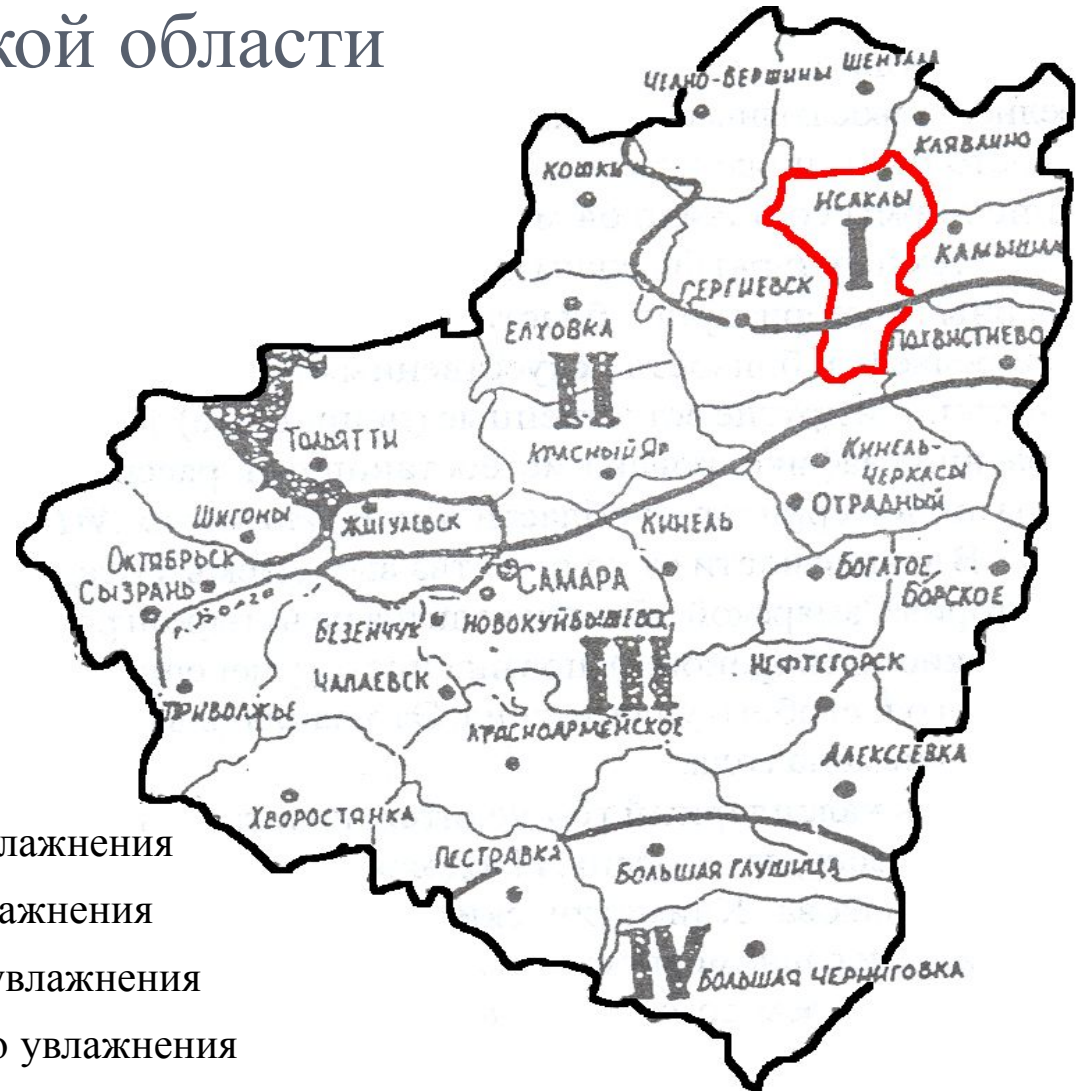 кой области
ЧЕЛНО-ВЕРШИНЫ
ШЕНТАЛА
КЛЯВЛИНО
КОШКИ
ИСАКЛЫ
I
КАМЫШЛА
СЕРГИЕВСК
ЕЛХОВКА
ПОХВИСТНЕВО
II
ТОЛЬЯТТИ
КРАСНЫЙ ЯР
КИНЕЛЬ-
ЧЕРКАСЫ
ОТРАДНЫЙ
ШИГОНЫ
ЖИГУЛЕВСК
КИНЕЛЬ
ОКТЯБРЬСК
СЫЗРАНЬ
САМАРА
БОГАТОЕ
БОРСКОЕ
БЕЗЕНЧУК
НОВОКУЙБЫШЕВСК
III
НЕФТЕГОРСК
ЧАПАЕВСК
ПРИВОЛЖЬЕ
КРАСНОАРМЕЙСКОЕ
АЛЕКСЕЕВКА
ХВОРОСТЯНКА
ПЕСТРАВКА
БОЛЬШАЯ ГЛУШИЦА
IV
БОЛЬШАЯ ЧЕРНИГОВКА
лажнения
ажнения
увлажнения
о увлажнения